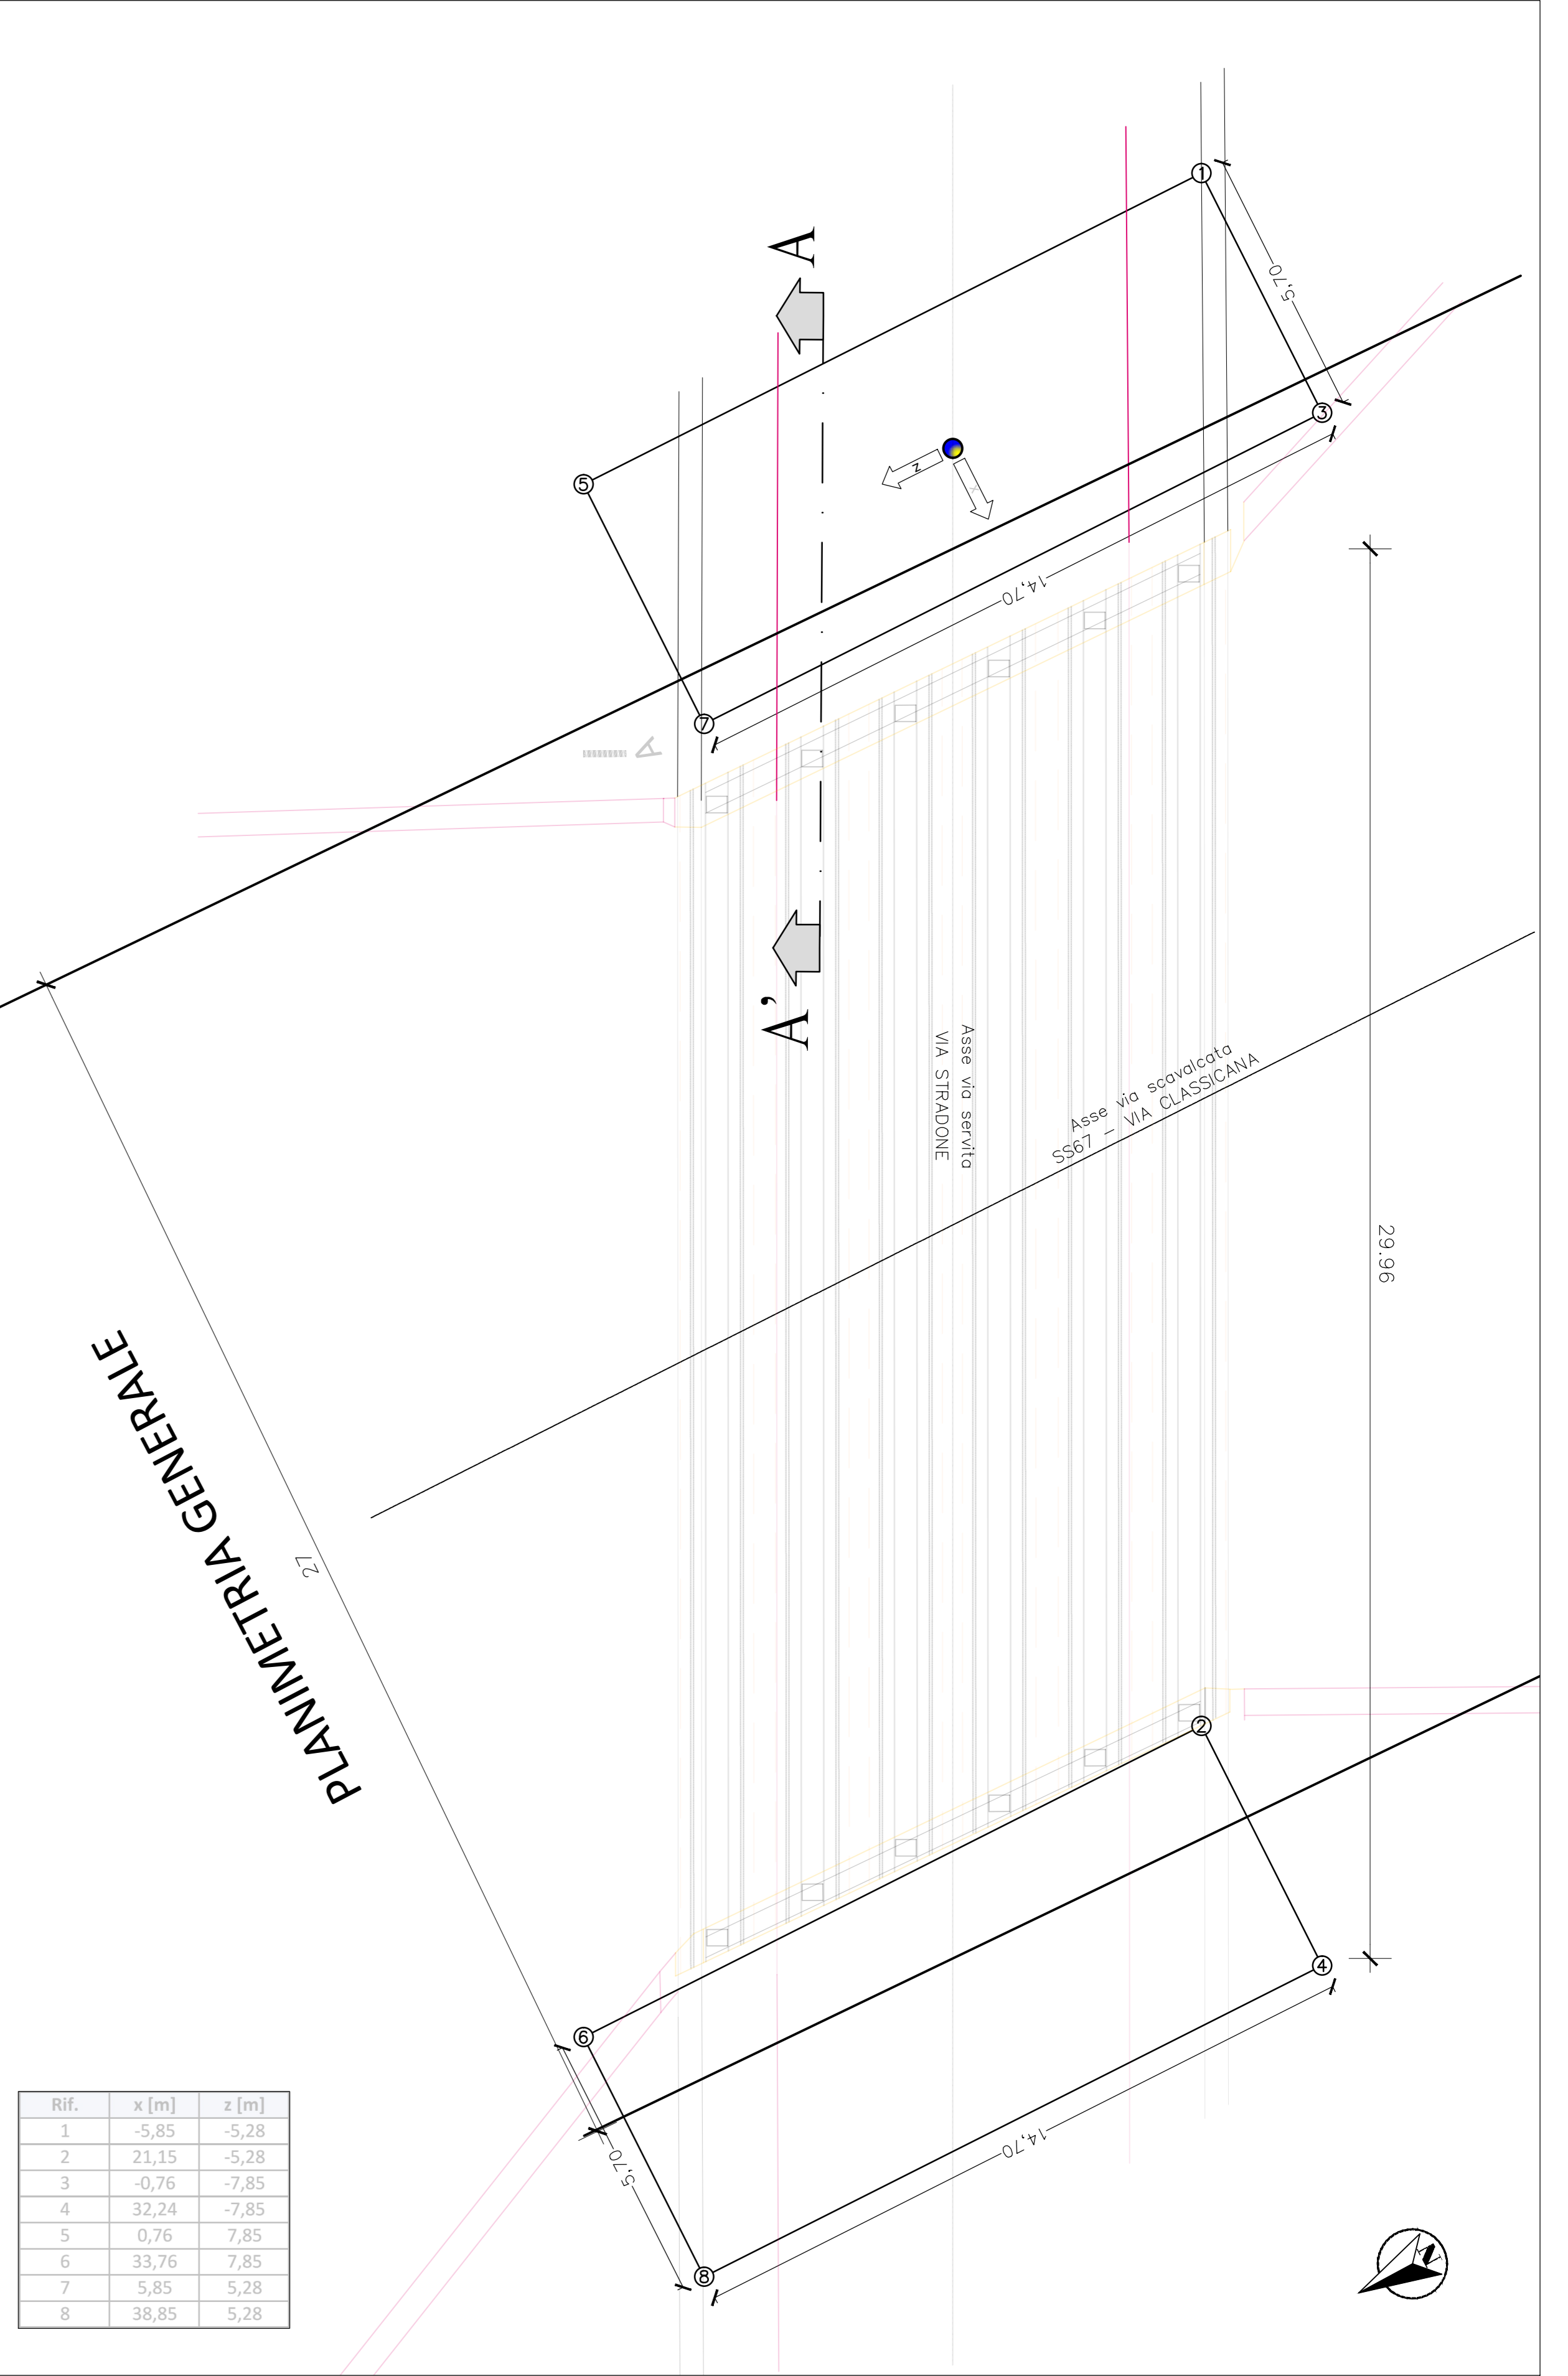 1
5,70
3
A
5
z
x
14,70
7
A
A'
Asse via servita
VIA STRADONE
Asse via scavalcata
SS67 – VIA CLASSICANA
29.96
PLANIMETRIA GENERALE
27
2
4
6
5,70
14,70
8
N
Rif. x [m] z [m]
1 -5,85 -5,28
2 21,15 -5,28
3 -0,76 -7,85
4 32,24 -7,85
5 0,76 7,85
6 33,76 7,85
7 5,85 5,28
8 38,85 5,28